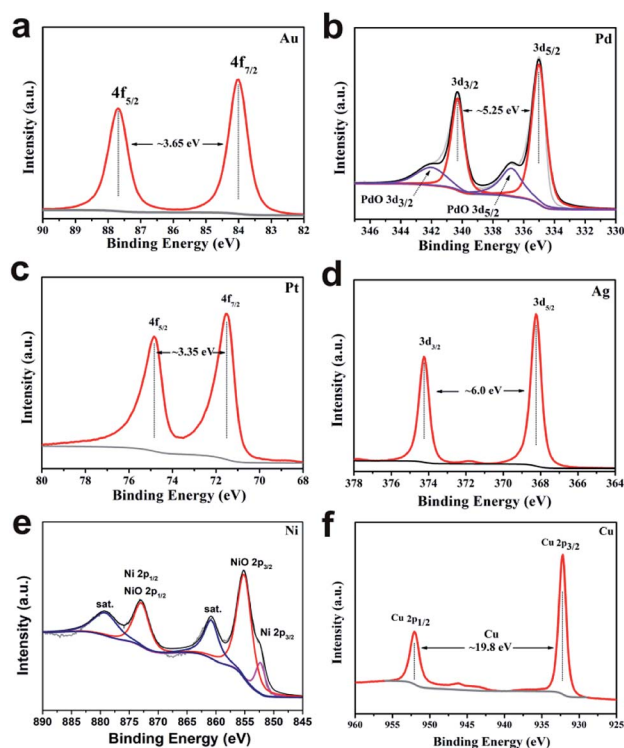 a
Au
4f5/2
4f7/2
~3.65 eV
Intensity (a.u.)
90 89 88 87 86 85 84 83 82
Binding Energy (eV)
b
Pd
3d5/2
3d3/2
~5.25 eV
PdO 3d3/2
PdO 3d5/2
Intensity (a.u.)
346 344 342 340 338 336 334 332 330
Binding Energy (eV)
c
Pt
4f7/2
4f5/2
~3.35 eV
Intensity (a.u.)
80 78 76 74 72 70 68
Binding Energy (eV)
d
Ag
3d5/2
3d3/2
~6.0 eV
Intensity (a.u.)
378 376 374 372 370 368 366 364
Binding Energy (eV)
e
Ni
NiO 2p3/2
Ni 2p1/2
NiO 2p1/2
sat.
sat.
Ni 2p3/2
Intensity (a.u.)
890 880 870 860 850 845
Binding Energy (eV)
f
Cu
Cu 2p3/2
Cu 2p1/2
Cu
~19.8 eV
Intensity (a.u.)
960 955 950 945 940 935 930 925
Binding Energy (eV)